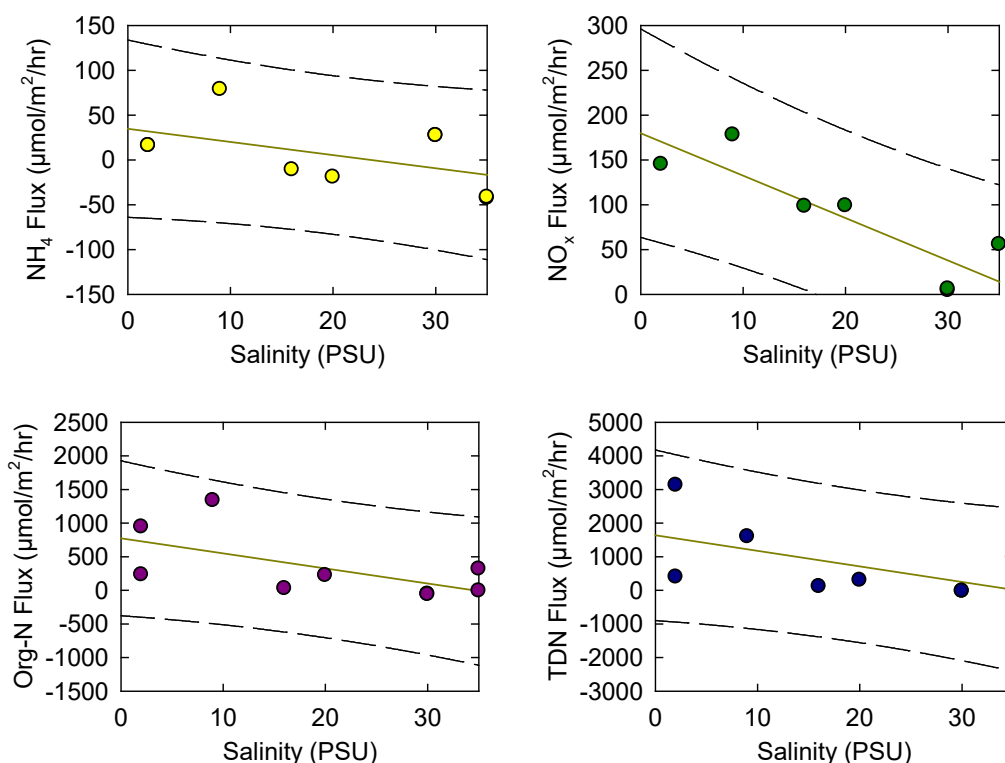 150
100
50
0
-50
-100
-150
NH₄ Flux (µmol/m²/hr)
0 10 20 30
Salinity (PSU)
300
250
200
150
100
50
0
NOₓ Flux (µmol/m²/hr)
0 10 20 30
Salinity (PSU)
2500
2000
1500
1000
500
0
-500
-1000
-1500
Org-N Flux (µmol/m²/hr)
0 10 20 30
Salinity (PSU)
5000
4000
3000
2000
1000
0
-1000
-2000
-3000
TDN Flux (µmol/m²/hr)
0 10 20 30
Salinity (PSU)